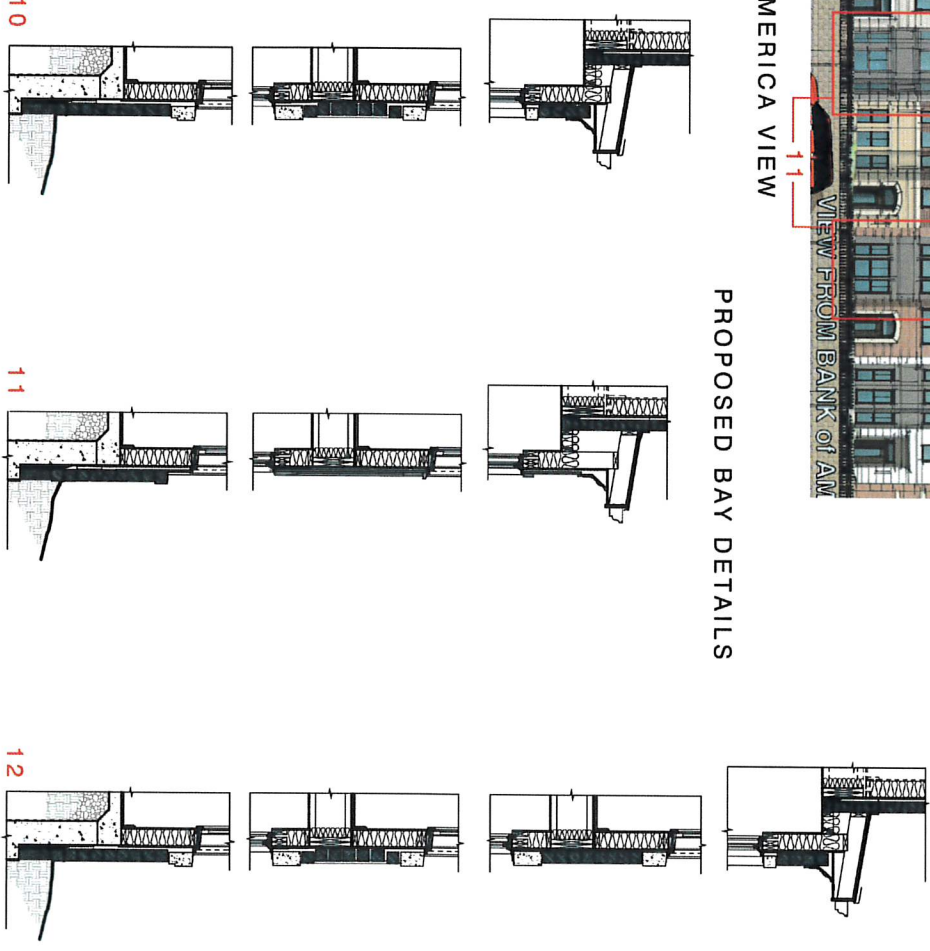 MERICA VIEW
11
VIEW FROM BANK of AM
PROPOSED BAY DETAILS
10
11
12